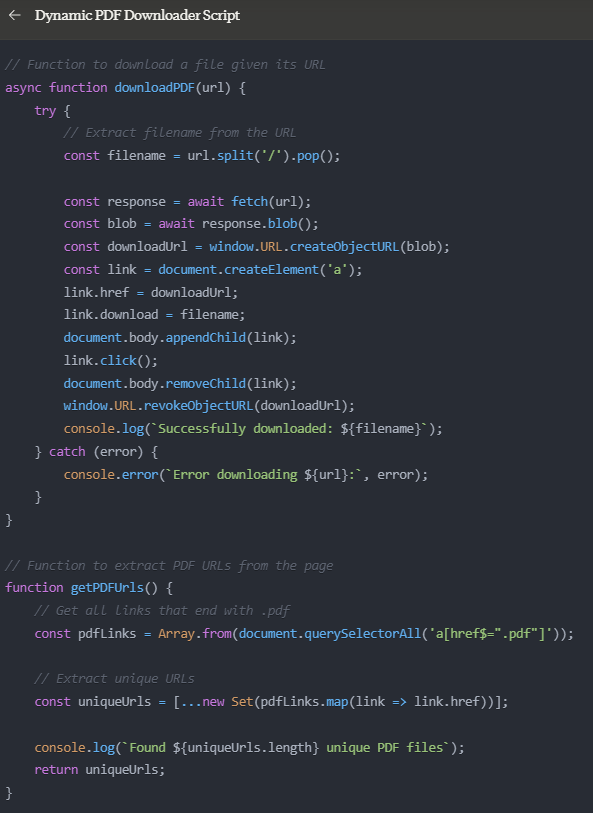 ← Dynamic PDF Downloader Script
// Function to download a file given its URL
async function downloadPDF(url) {
    try {
        // Extract filename from the URL
        const filename = url.split('/').pop();

        const response = await fetch(url);
        const blob = await response.blob();
        const downloadUrl = window.URL.createObjectURL(blob);
        const link = document.createElement('a');
        link.href = downloadUrl;
        link.download = filename;
        document.body.appendChild(link);
        link.click();
        document.body.removeChild(link);
        window.URL.revokeObjectURL(downloadUrl);
        console.log(`Successfully downloaded: ${filename}`);
    } catch (error) {
        console.error(`Error downloading ${url}:`, error);
    }
}

// Function to extract PDF URLs from the page
function getPDFUrls() {
    // Get all links that end with .pdf
    const pdfLinks = Array.from(document.querySelectorAll('a[href$=".pdf"]'));

    // Extract unique URLs
    const uniqueUrls = [...new Set(pdfLinks.map(link => link.href))];

    console.log(`Found ${uniqueUrls.length} unique PDF files`);
    return uniqueUrls;
}